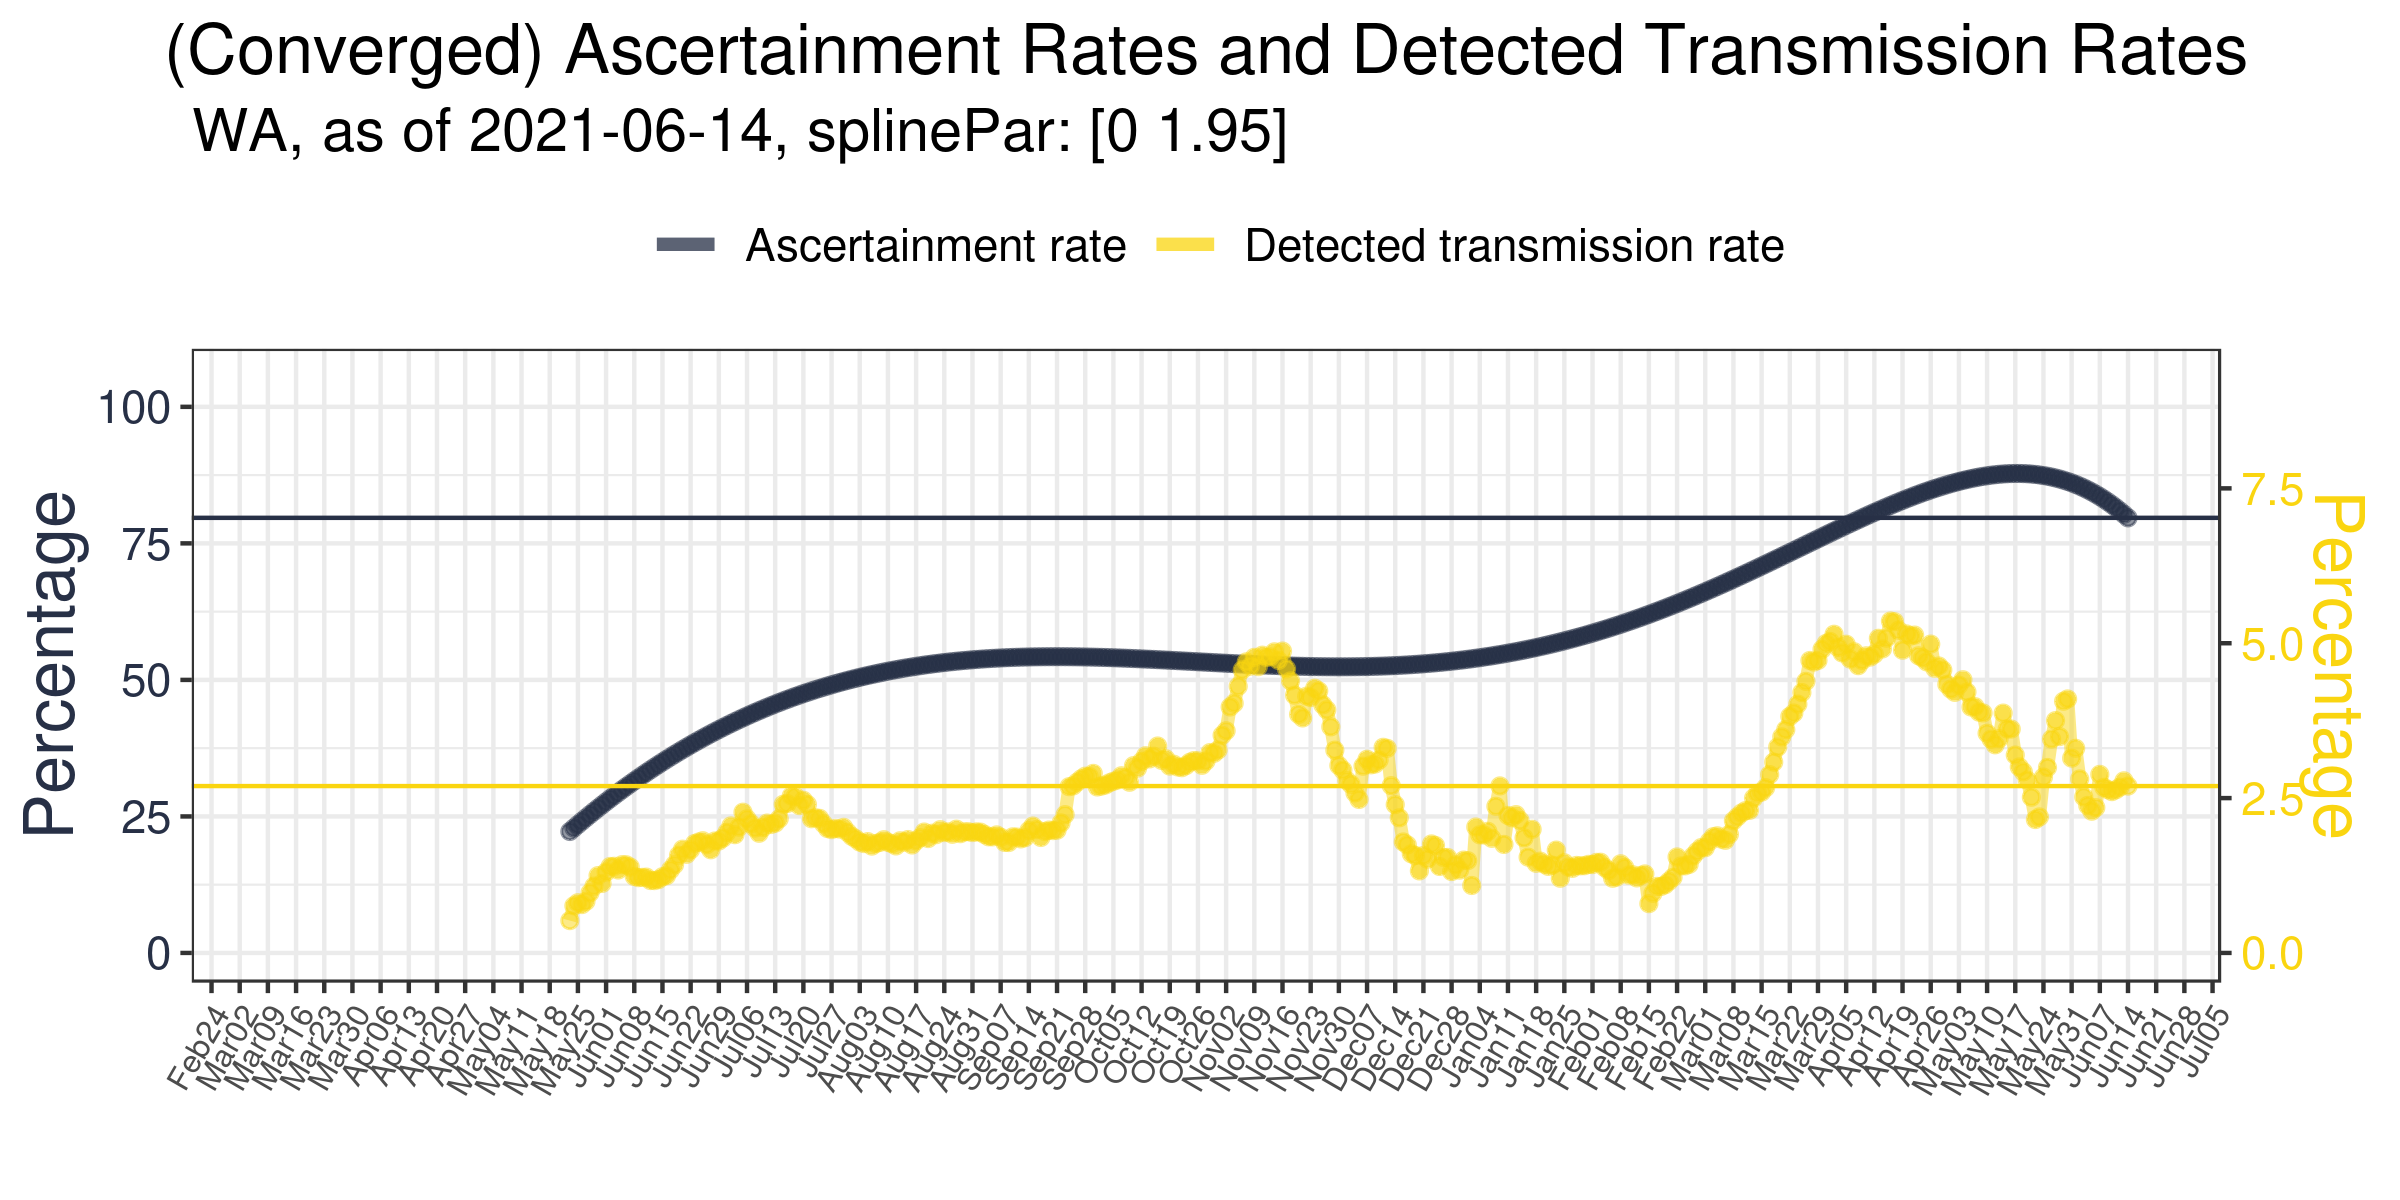 (Converged) Ascertainment Rates and Detected Transmission Rates
WA, as of 2021-06-14, splinePar: [0 1.95]
Ascertainment rate
Detected transmission rate
Percentage
100
75
50
25
0
7.5
5.0
2.5
0.0
Percentage
Feb24
Mar02
Mar09
Mar16
Mar23
Mar30
Apr06
Apr13
Apr20
Apr27
May04
May11
May18
May25
Jun01
Jun08
Jun15
Jun22
Jun29
Jul06
Jul13
Jul20
Jul27
Aug03
Aug10
Aug17
Aug24
Aug31
Sep07
Sep14
Sep21
Sep28
Oct05
Oct12
Oct19
Oct26
Nov02
Nov09
Nov16
Nov23
Nov30
Dec07
Dec14
Dec21
Dec28
Jan04
Jan11
Jan18
Jan25
Feb01
Feb08
Feb15
Feb22
Mar01
Mar08
Mar15
Mar22
Mar29
Apr05
Apr12
Apr19
Apr26
May03
May10
May17
May24
May31
Jun07
Jun14
Jun21
Jun28
Jul05